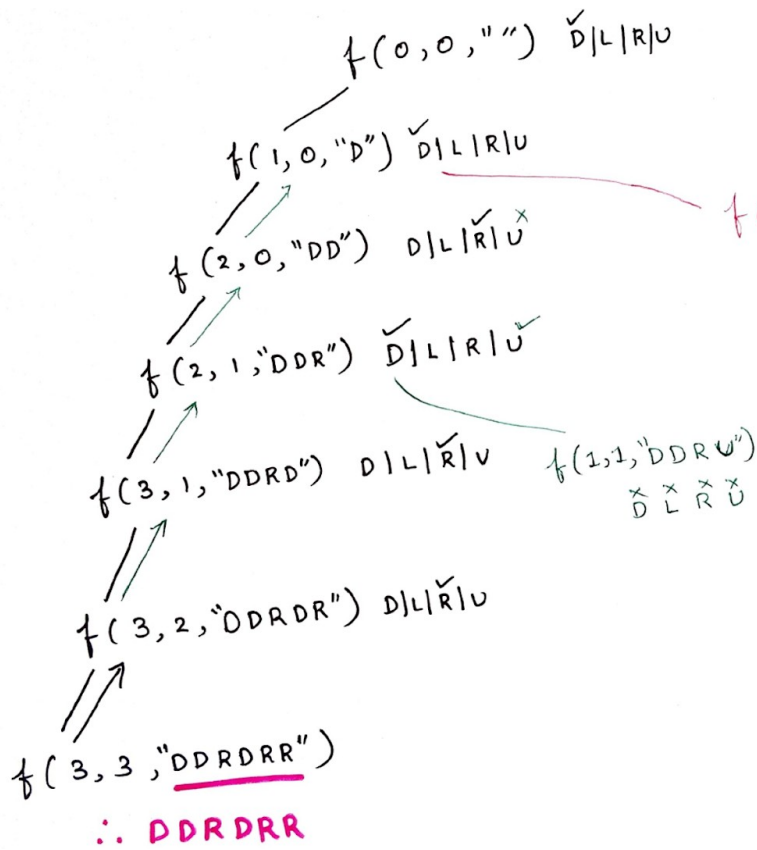 f(0,0,"") D|L|R|U
f(1,0,"D") D|L|R|U
f
f(2,0,"DD") D|L|R|U
f(2,1,"DDR") D|L|R|U
f(3,1,"DDRD") D|L|R|U
f(1,1,"DDRU")
D L R U
f(3,2,"DDRDR") D|L|R|U
f(3,3,"DDRDRR")
∴ DDRDRR